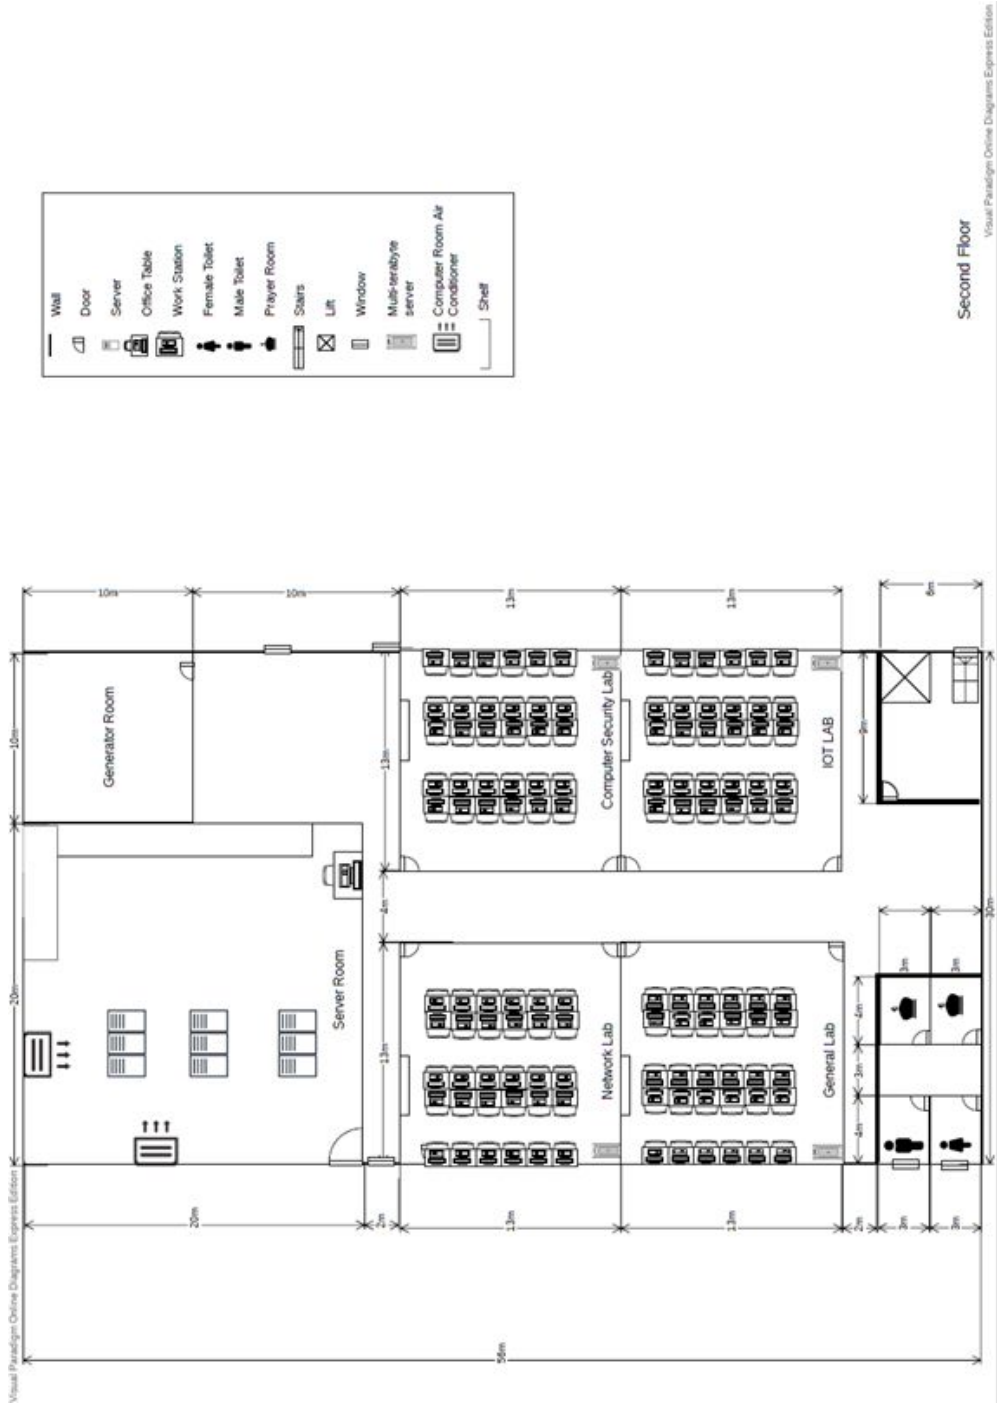 Visual Paradigm Online Diagrams Express Edition
Wall
Door
Server
Office Table
Work Station
Female Toilet
Male Toilet
Prayer Room
Stairs
Lift
Window
Multi-terabyte
server
Computer Room Air
Conditioner
Shelf
Second Floor
Visual Paradigm Online Diagrams Express Edition
10m
10m
13m
13m
6m
10m
Generator Room
13m
Computer Security Lab
IOT LAB
9m
20m
Server Room
4m
30m
13m
Network Lab
General Lab
4m
3m
4m
3m
3m
20m
2m
13m
13m
2m
3m
3m
56m